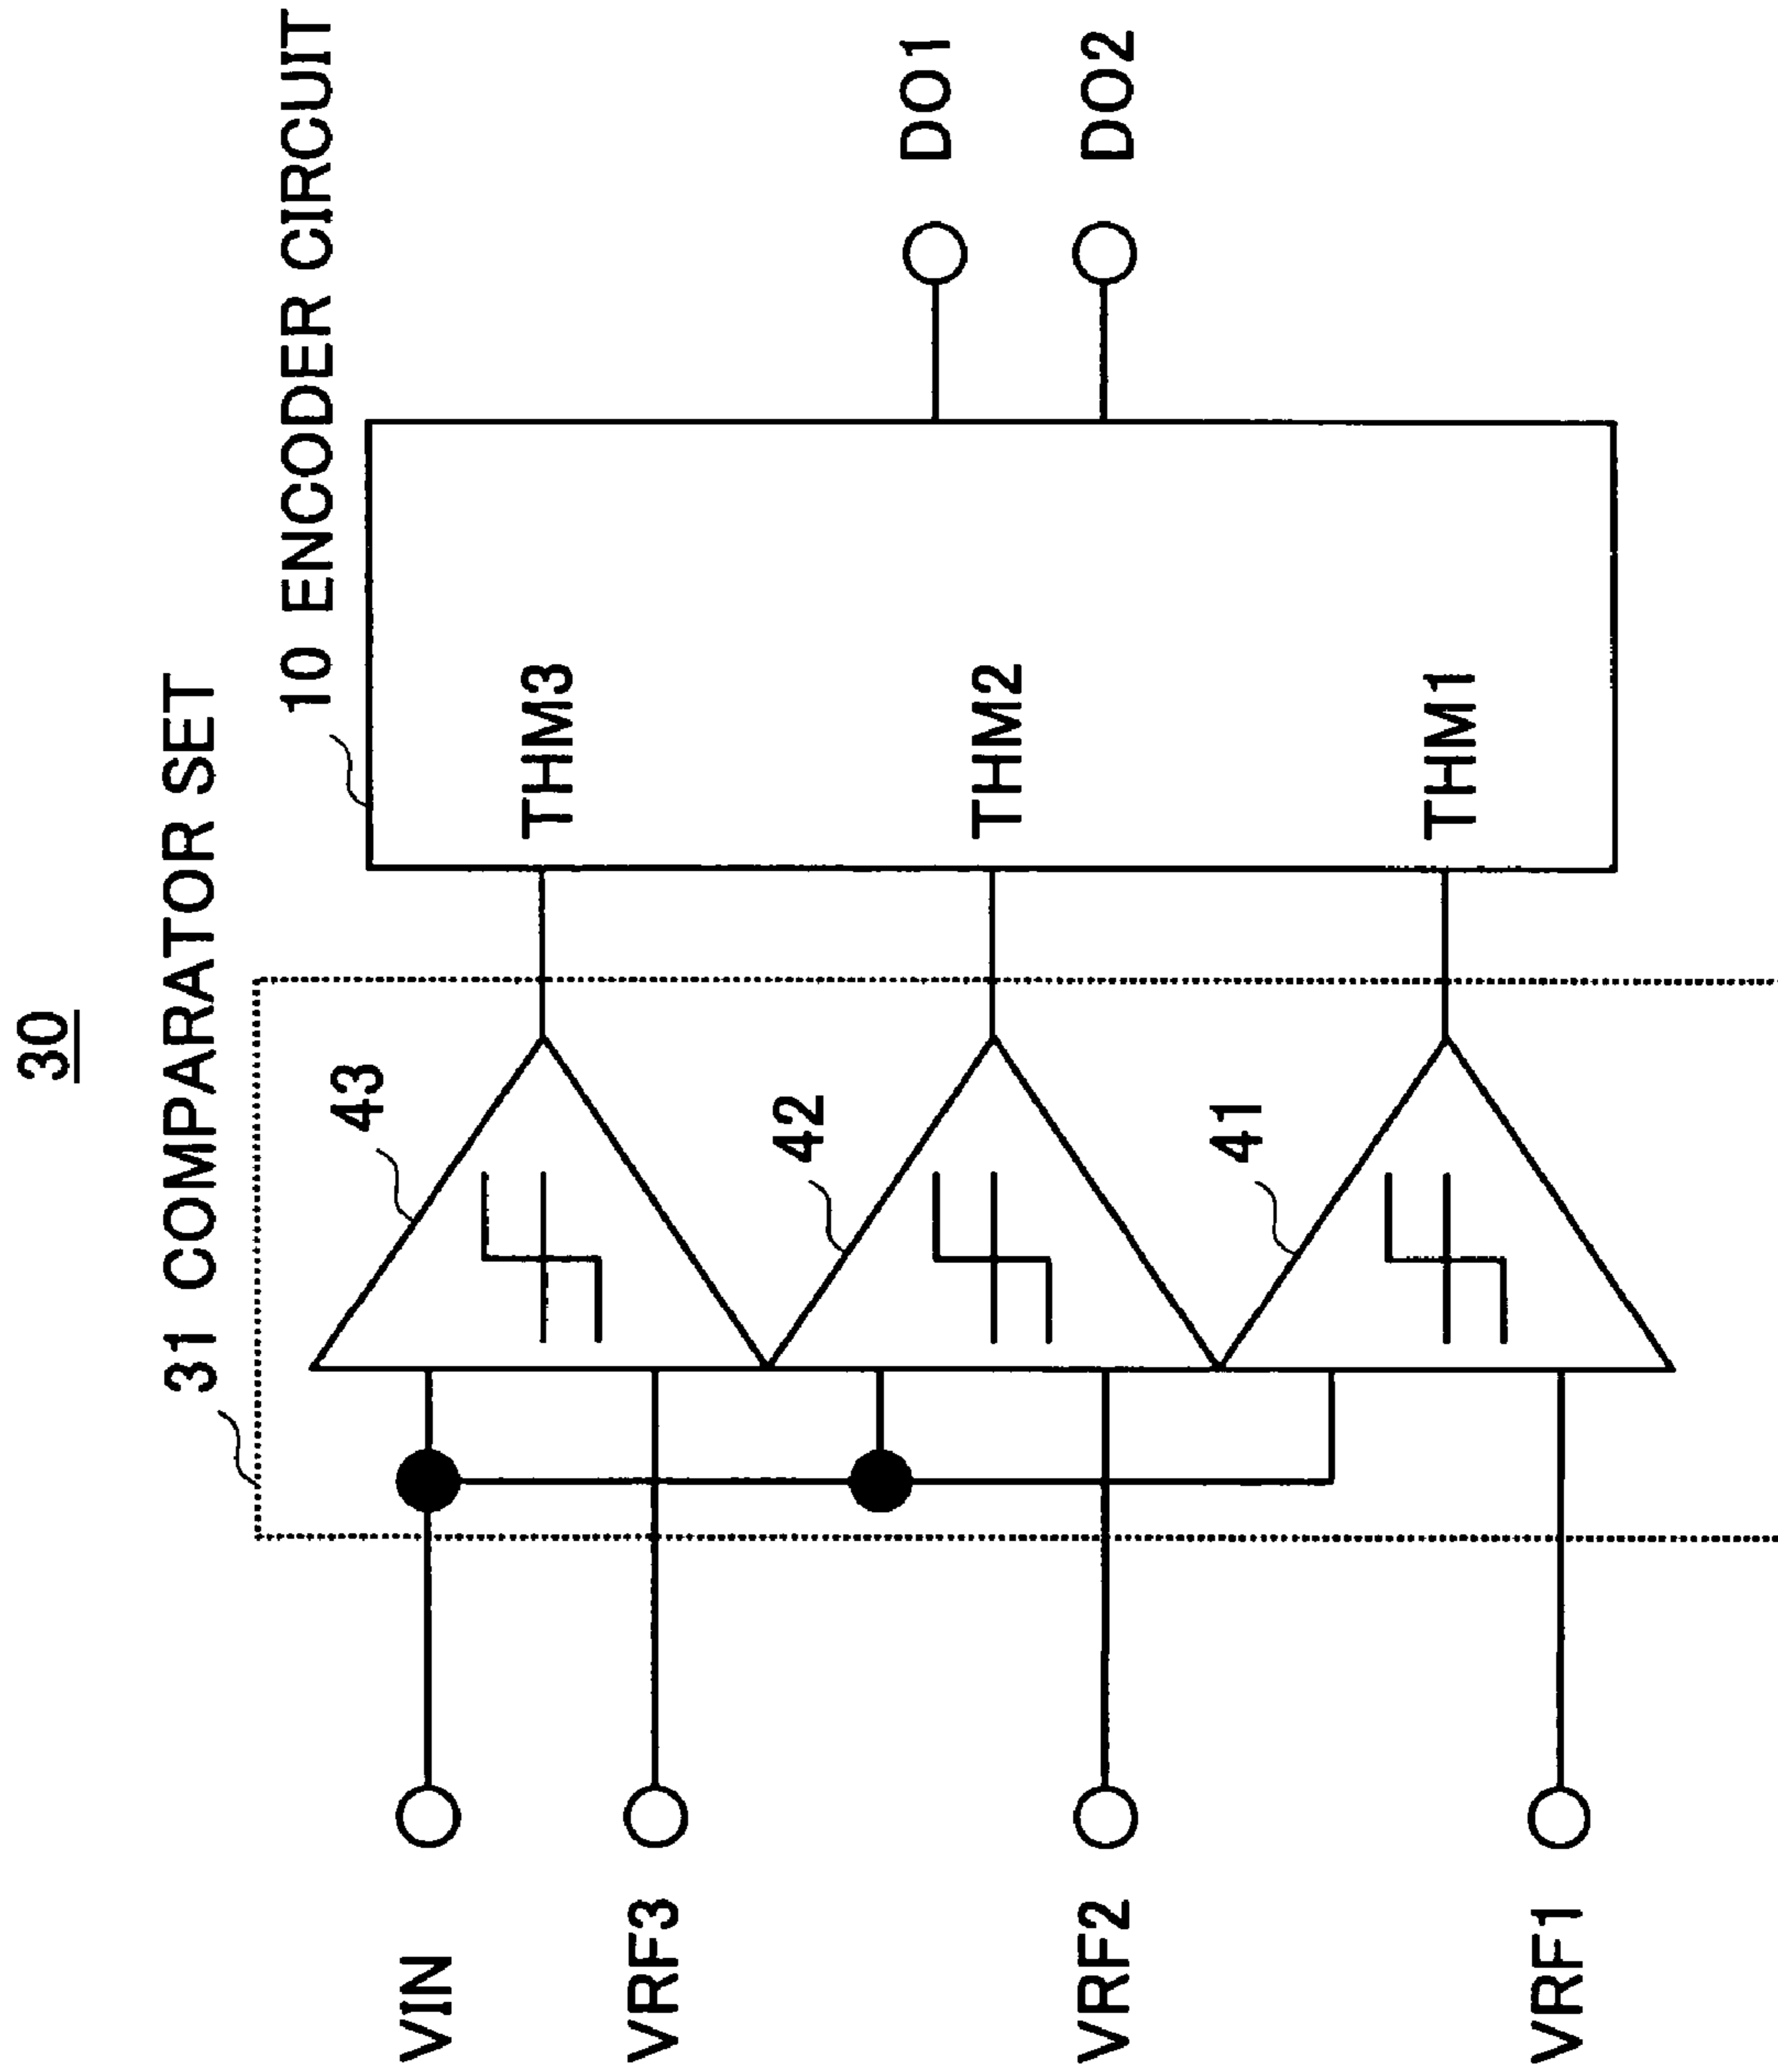 30
31 COMPARATOR SET
10 ENCODER CIRCUIT
VIN
43
THM3
VRF3
DO1
42
THM2
DO2
VRF2
41
THM1
VRF1